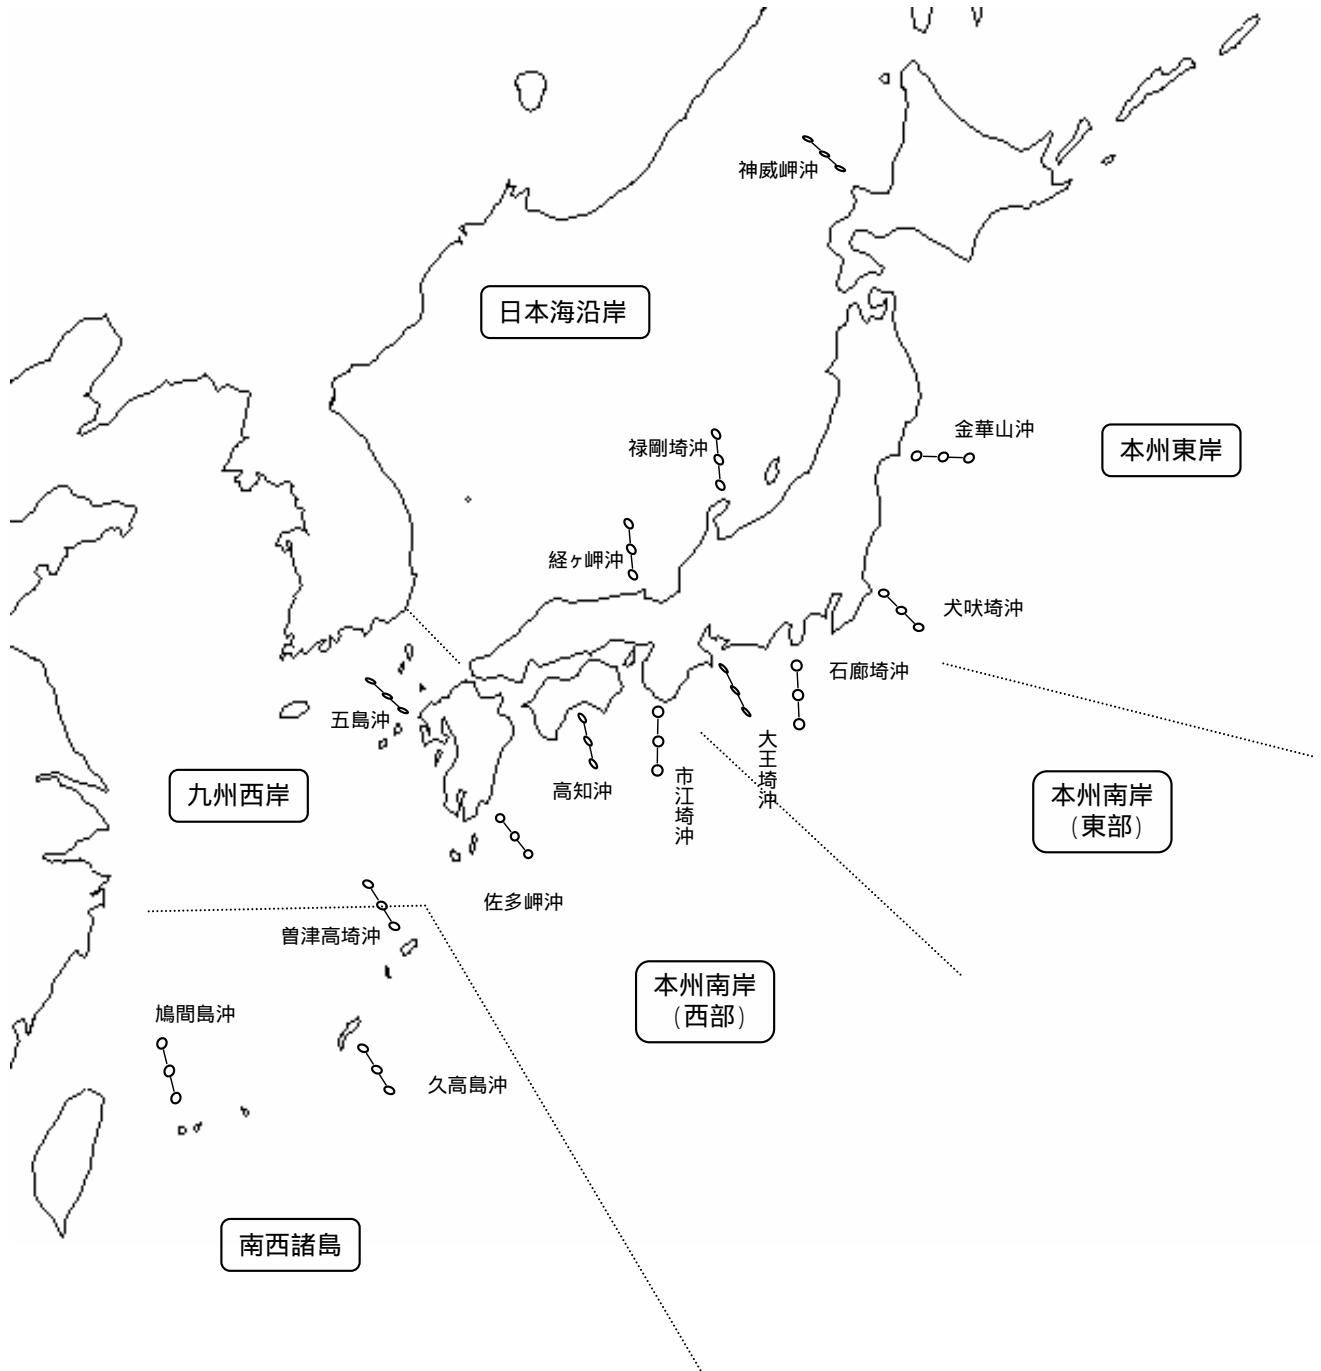 神威岬沖
日本海沿岸
金華山沖
禄剛埼沖
本州東岸
経ヶ岬沖
犬吠埼沖
石廊埼沖
五島沖
大王埼沖
九州西岸
高知沖
市江埼沖
本州南岸
（東部）
佐多岬沖
曽津高埼沖
本州南岸
（西部）
鳩間島沖
久高島沖
南西諸島